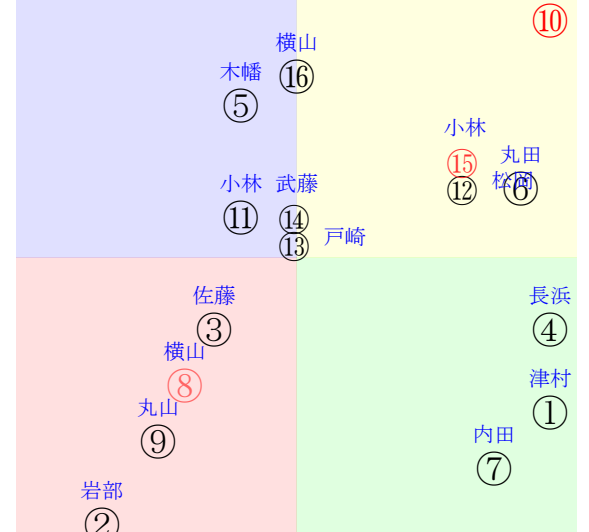 ⑩
横山
⑯
木幡
⑤
小林
⑮
丸田
⑫
松岡
⑥
小林
⑪
武藤
⑭
⑬
戸崎
佐藤
③
長浜
④
横山
⑧
津村
①
丸山
⑨
内田
⑦
岩部
②